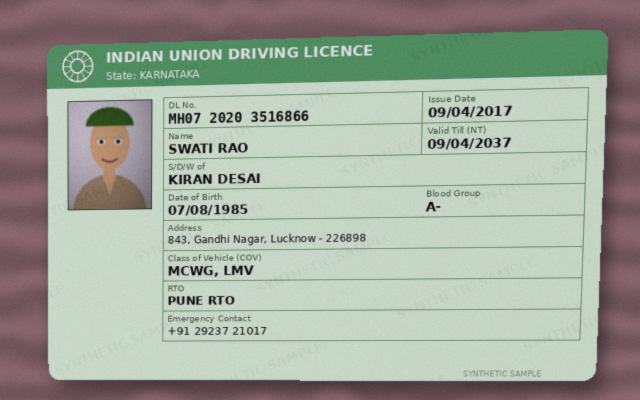 INDIAN UNION DRIVING LICENCE
State: KARNATAKA
DL No.
MH07 2020 3516866
Issue Date
09/04/2017
Name
SWATI RAO
Valid Till (NT)
09/04/2037
S/D/W of
KIRAN DESAI
Date of Birth
07/08/1985
Blood Group
A-
Address
843, Gandhi Nagar, Lucknow - 226898
Class of Vehicle (COV)
MCWG, LMV
RTO
PUNE RTO
Emergency Contact
+91 29237 21017
SYNTHETIC SAMPLE